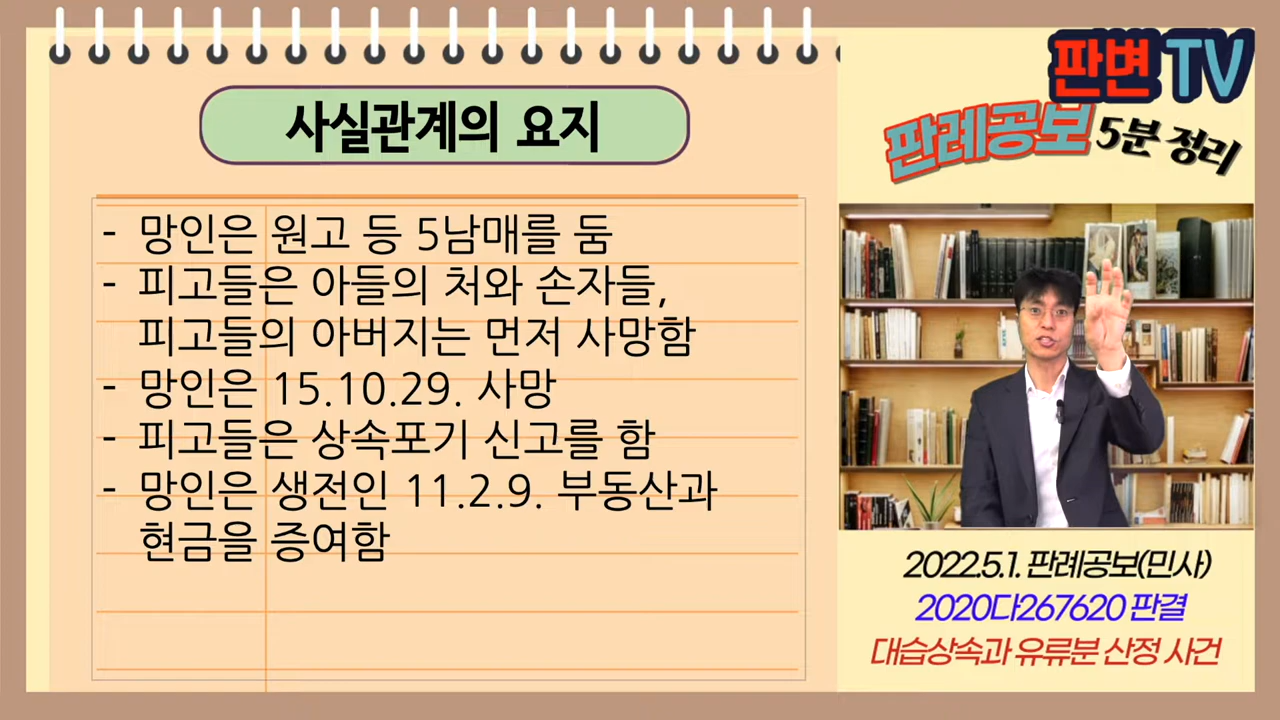 사실관계의 요지
- 망인은 원고 등 5남매를 둠
- 피고들은 아들의 처와 손자들,
피고들의 아버지는 먼저 사망함
- 망인은 15.10.29. 사망
- 피고들은 상속포기 신고를 함
- 망인은 생전인 11.2.9. 부동산과
현금을 증여함
판변 TV
판례공보 5분 정리
2022.5.1. 판례공보(민사)
2020다267620 판결
대습상속과 유류분 산정 사건